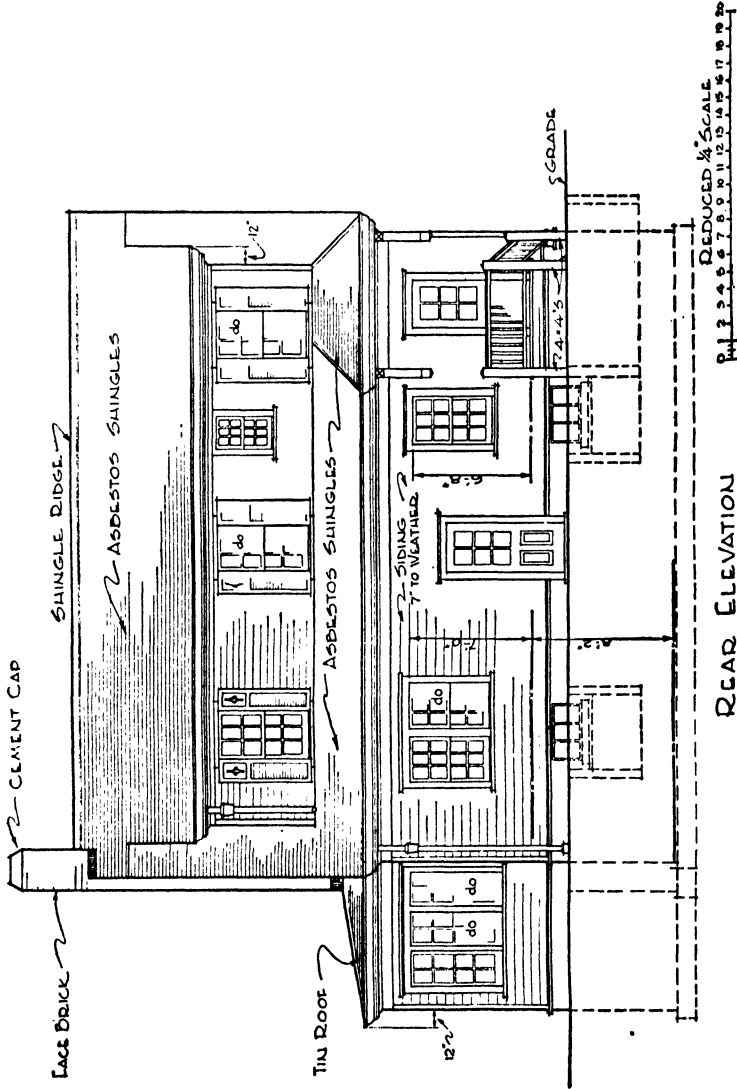 CEMENT CAP
SHINGLE RIDGE
ASBESTOS SHINGLES
FACE BRICK
do
do
12"
ASBESTOS SHINGLES
TIN ROOF
SIDING
7" TO WEATHER
12"
do
do
do
7'-0"
6'-8"
8'-2"
4"-4'S
GRADE
REAR ELEVATION
REDUCED ¼" SCALE
0 1 2 3 4 5 6 7 8 9 10 11 12 13 14 15 16 17 18 19 20